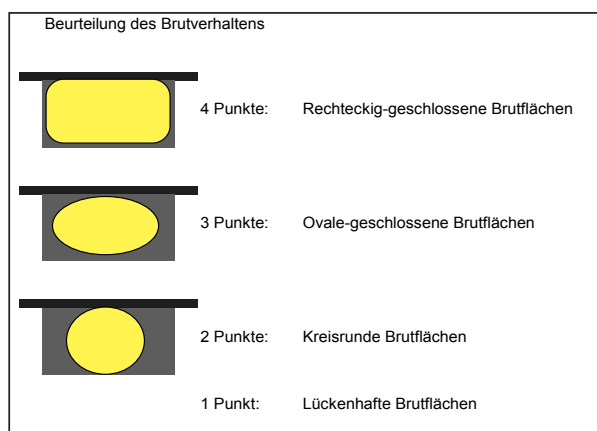 Beurteilung des Brutverhaltens
4 Punkte: Rechteckig-geschlossene Brutflächen
3 Punkte: Ovale-geschlossene Brutflächen
2 Punkte: Kreisrunde Brutflächen
1 Punkt: Lückenhafte Brutflächen